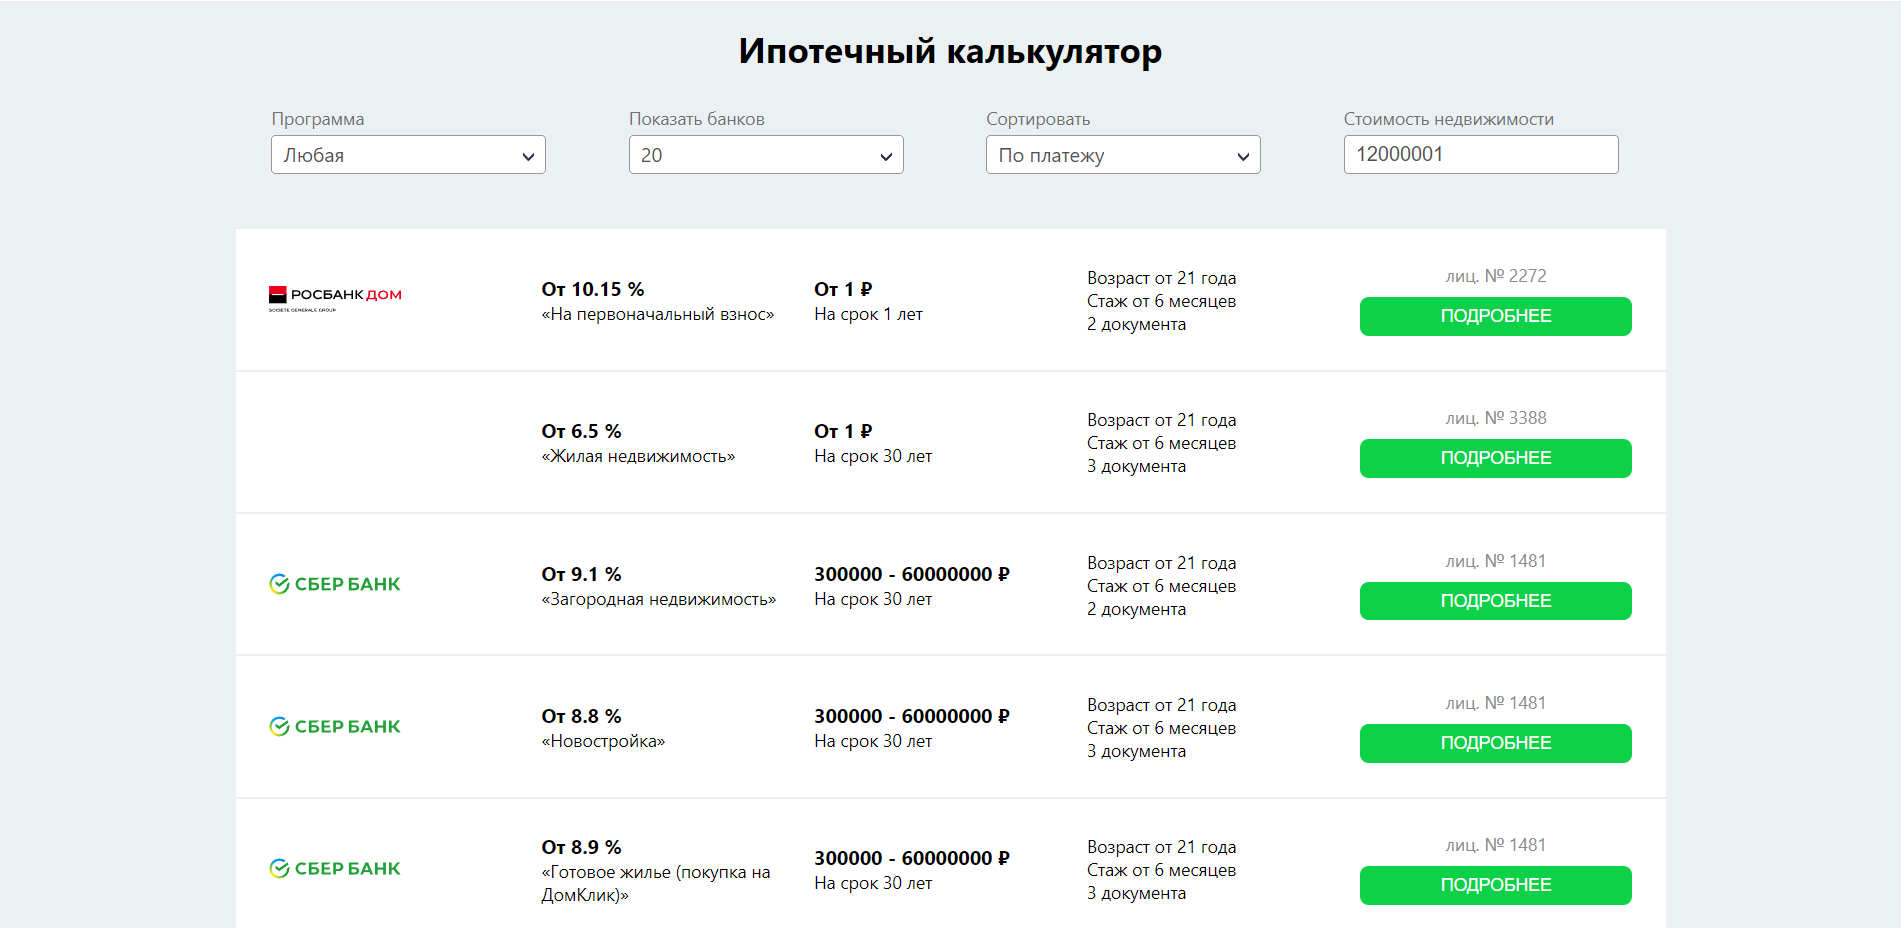 Ипотечный калькулятор
Программа
Любая
Показать банков
20
Сортировать
По платежу
Стоимость недвижимости
12000001
РОСБАНК ДОМ
SOCIETE GENERALE GROUP
От 10.15 %
«На первоначальный взнос»
От 1 ₽
На срок 1 лет
Возраст от 21 года
Стаж от 6 месяцев
2 документа
лиц. № 2272
ПОДРОБНЕЕ
От 6.5 %
«Жилая недвижимость»
От 1 ₽
На срок 30 лет
Возраст от 21 года
Стаж от 6 месяцев
3 документа
лиц. № 3388
ПОДРОБНЕЕ
СБЕР БАНК
От 9.1 %
«Загородная недвижимость»
300000 - 60000000 ₽
На срок 30 лет
Возраст от 21 года
Стаж от 6 месяцев
2 документа
лиц. № 1481
ПОДРОБНЕЕ
СБЕР БАНК
От 8.8 %
«Новостройка»
300000 - 60000000 ₽
На срок 30 лет
Возраст от 21 года
Стаж от 6 месяцев
3 документа
лиц. № 1481
ПОДРОБНЕЕ
СБЕР БАНК
От 8.9 %
«Готовое жилье (покупка на
ДомКлик)»
300000 - 60000000 ₽
На срок 30 лет
Возраст от 21 года
Стаж от 6 месяцев
3 документа
лиц. № 1481
ПОДРОБНЕЕ